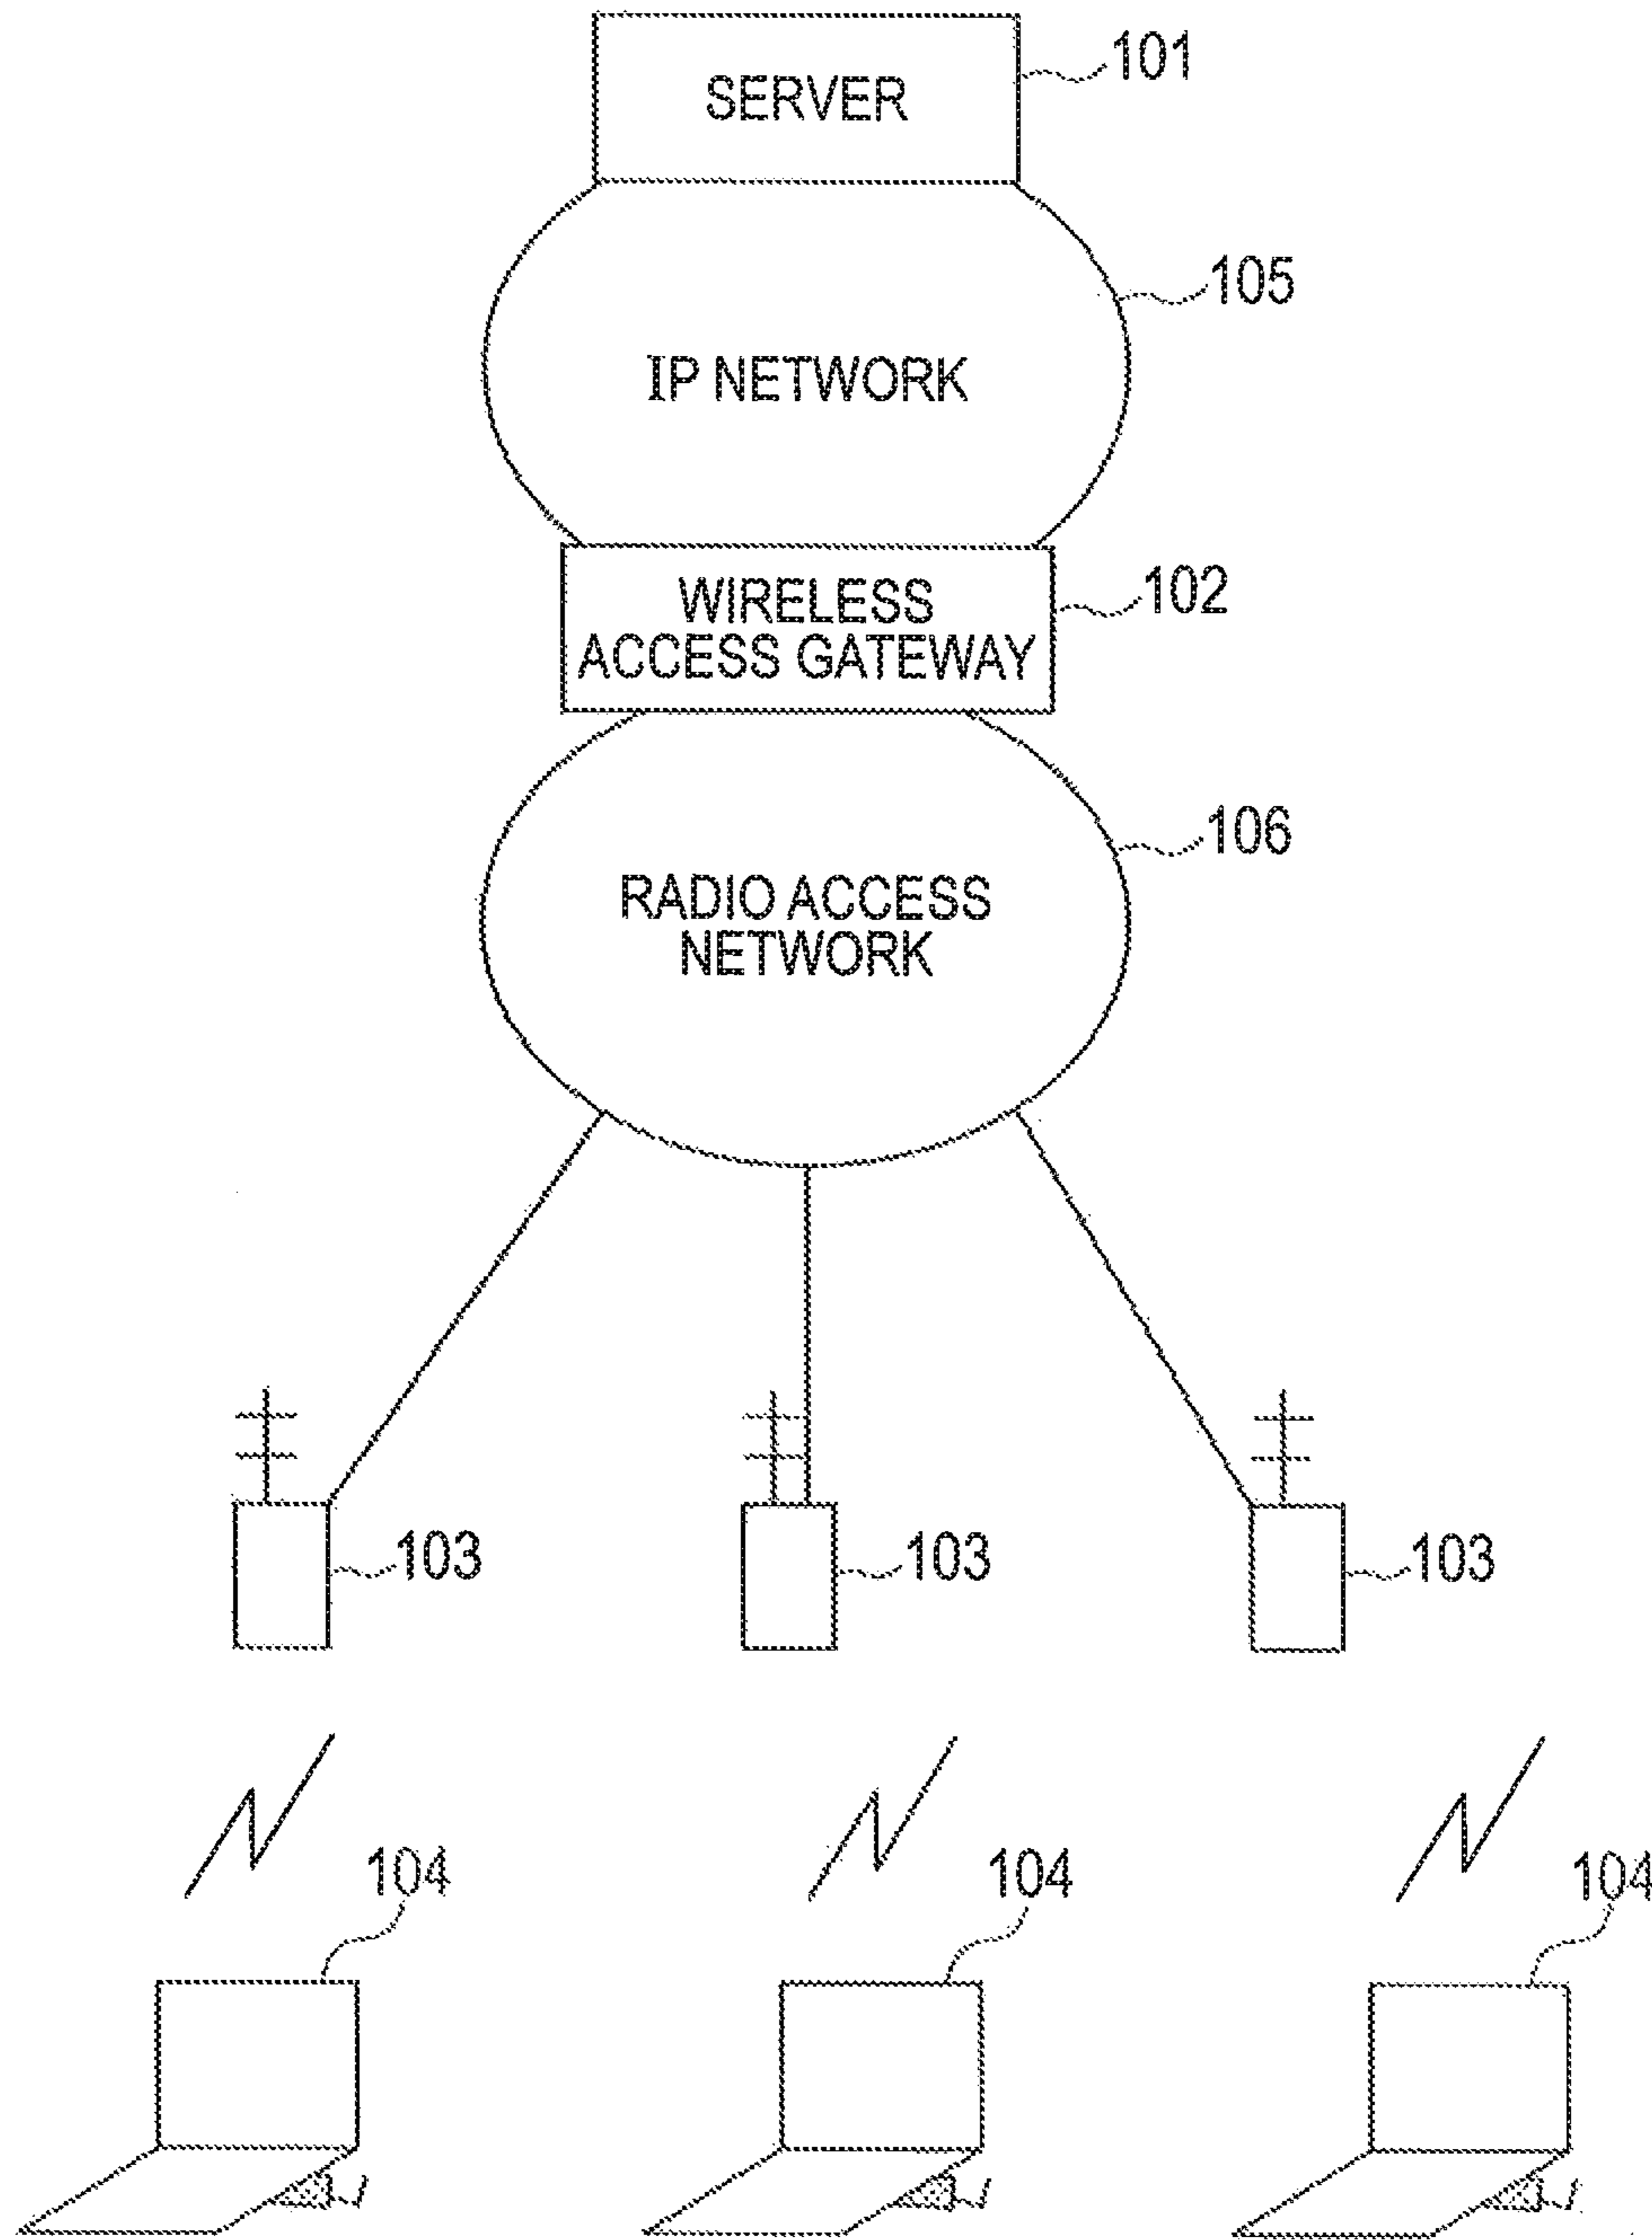 SERVER
101
105
IP NETWORK
WIRELESS
ACCESS GATEWAY
102
106
RADIO ACCESS
NETWORK
103
103
103
104
104
104